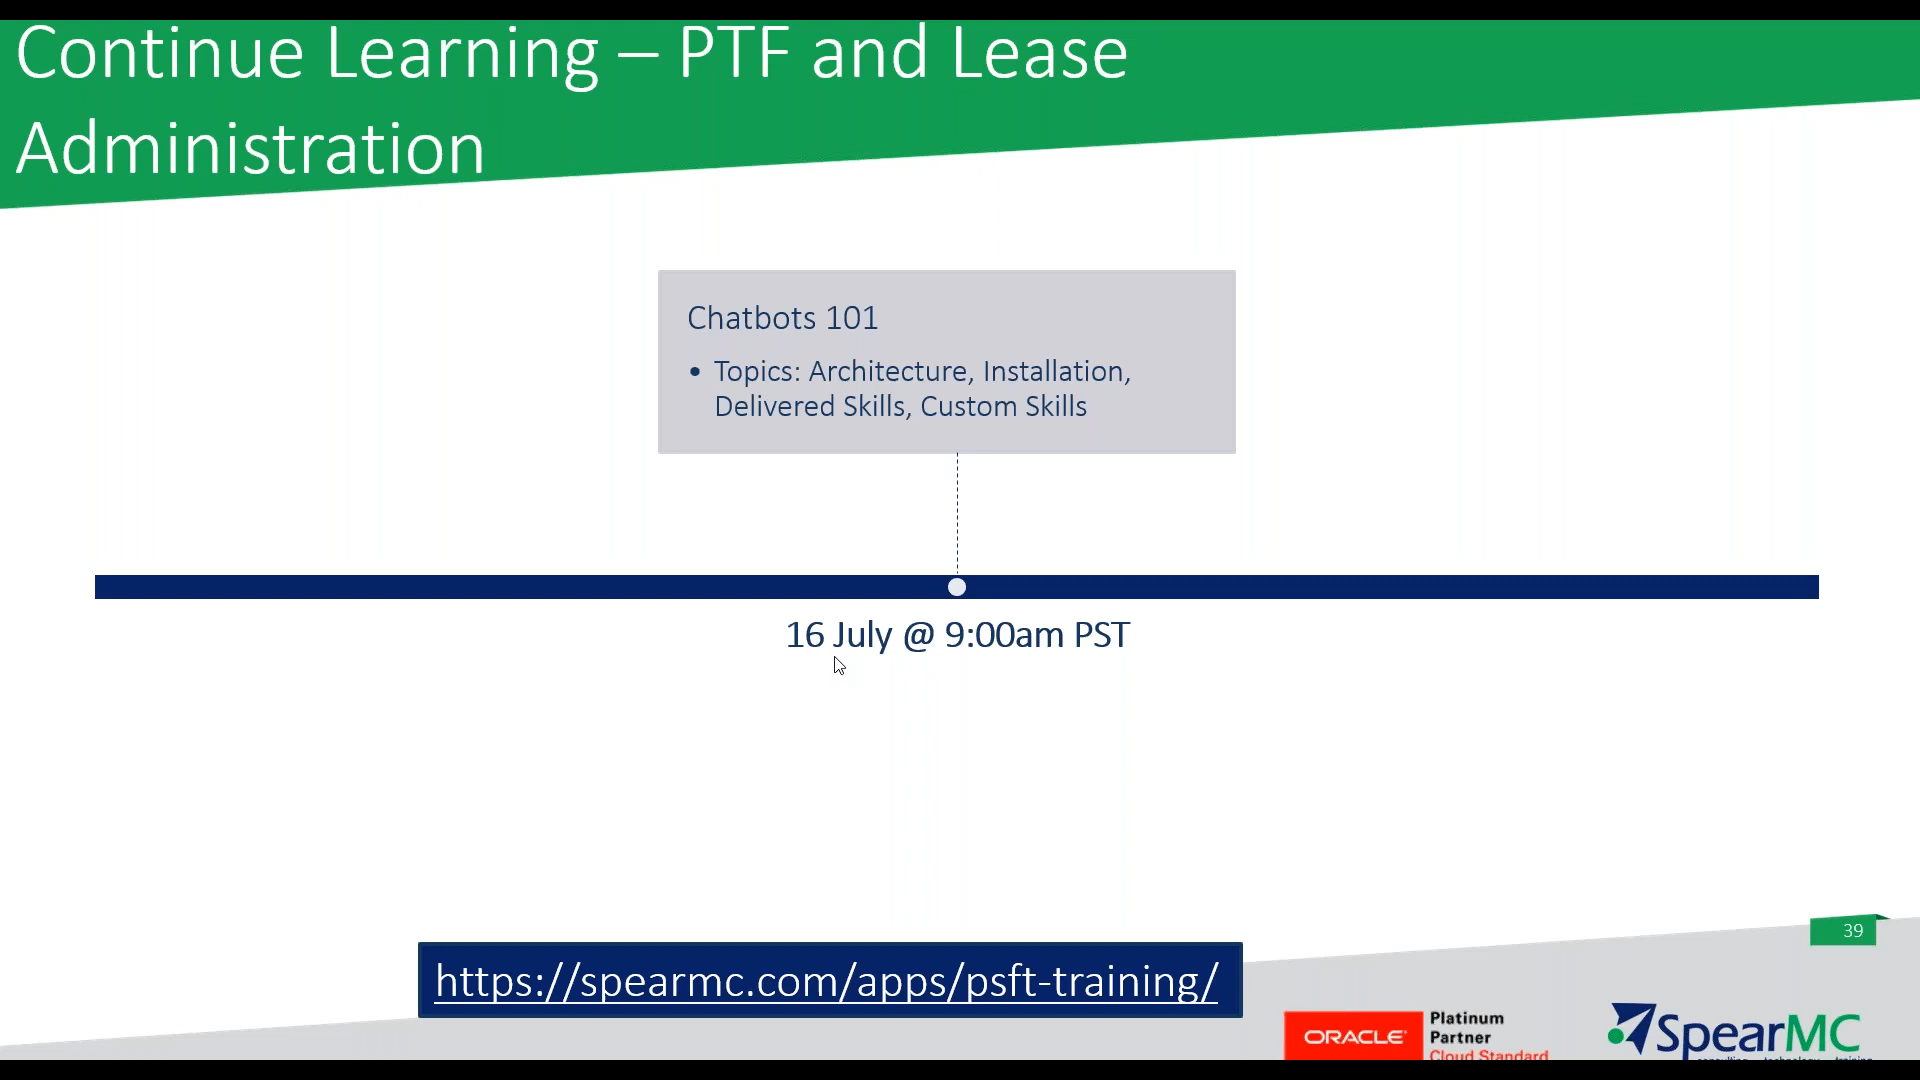 Continue Learning – PTF and Lease
Administration
Chatbots 101
• Topics: Architecture, Installation,
Delivered Skills, Custom Skills
16 July @ 9:00am PST
39
https://spearmc.com/apps/psft-training/
ORACLE
Platinum
Partner
Cloud Standard
SpearMC